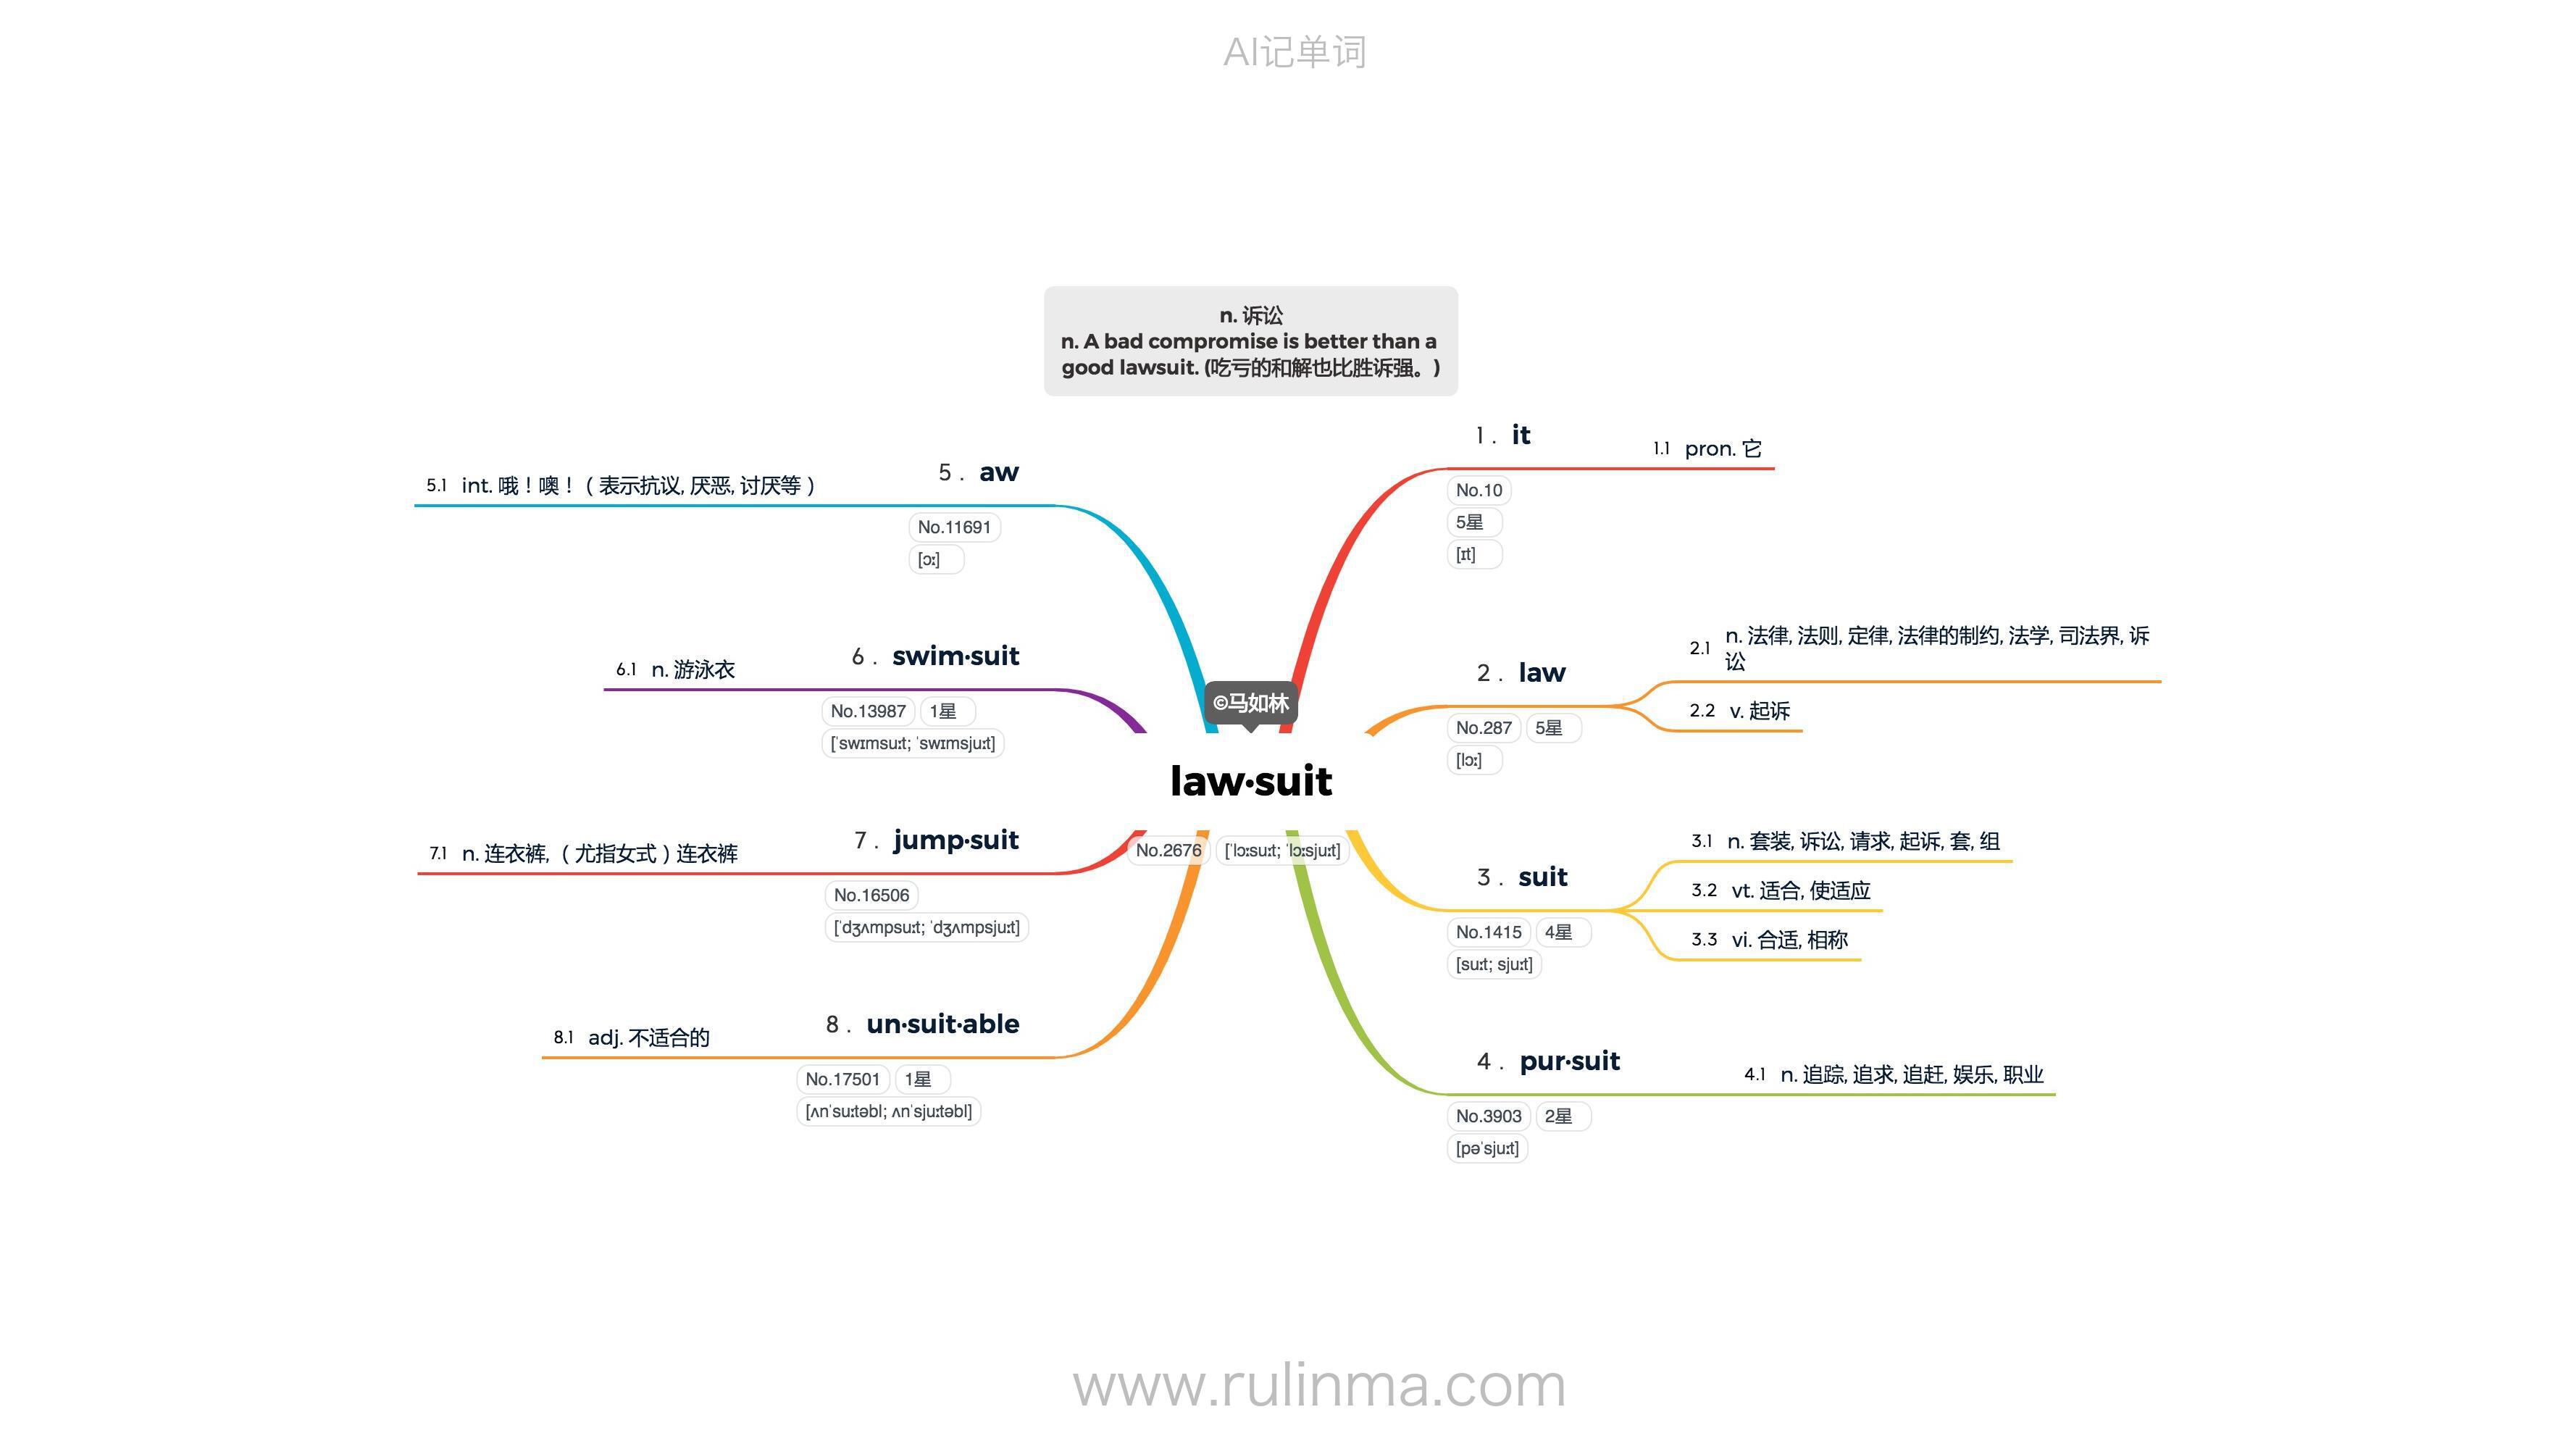 AI记单词
n. 诉讼
n. A bad compromise is better than a
good lawsuit. (吃亏的和解也比胜诉强。)
©马如林
law·suit
No.2676 [ˈlɔːsuːt; ˈlɔːsjuːt]
1 . it
No.10
5星
[ɪt]
1.1 pron. 它
2 . law
No.287 5星
[lɔː]
2.1 n. 法律, 法则, 定律, 法律的制约, 法学, 司法界, 诉
讼
2.2 v. 起诉
3 . suit
No.1415 4星
[suːt; sjuːt]
3.1 n. 套装, 诉讼, 请求, 起诉, 套, 组
3.2 vt. 适合, 使适应
3.3 vi. 合适, 相称
4 . pur·suit
No.3903 2星
[pəˈsjuːt]
4.1 n. 追踪, 追求, 追赶, 娱乐, 职业
5 . aw
No.11691
[ɔː]
5.1 int. 哦！噢！（表示抗议, 厌恶, 讨厌等）
6 . swim·suit
No.13987 1星
[ˈswɪmsuːt; ˈswɪmsjuːt]
6.1 n. 游泳衣
7 . jump·suit
No.16506
[ˈdʒʌmpsuːt; ˈdʒʌmpsjuːt]
7.1 n. 连衣裤, （尤指女式）连衣裤
8 . un·suit·able
No.17501 1星
[ʌnˈsuːtəbl; ʌnˈsjuːtəbl]
8.1 adj. 不适合的
www.rulinma.com